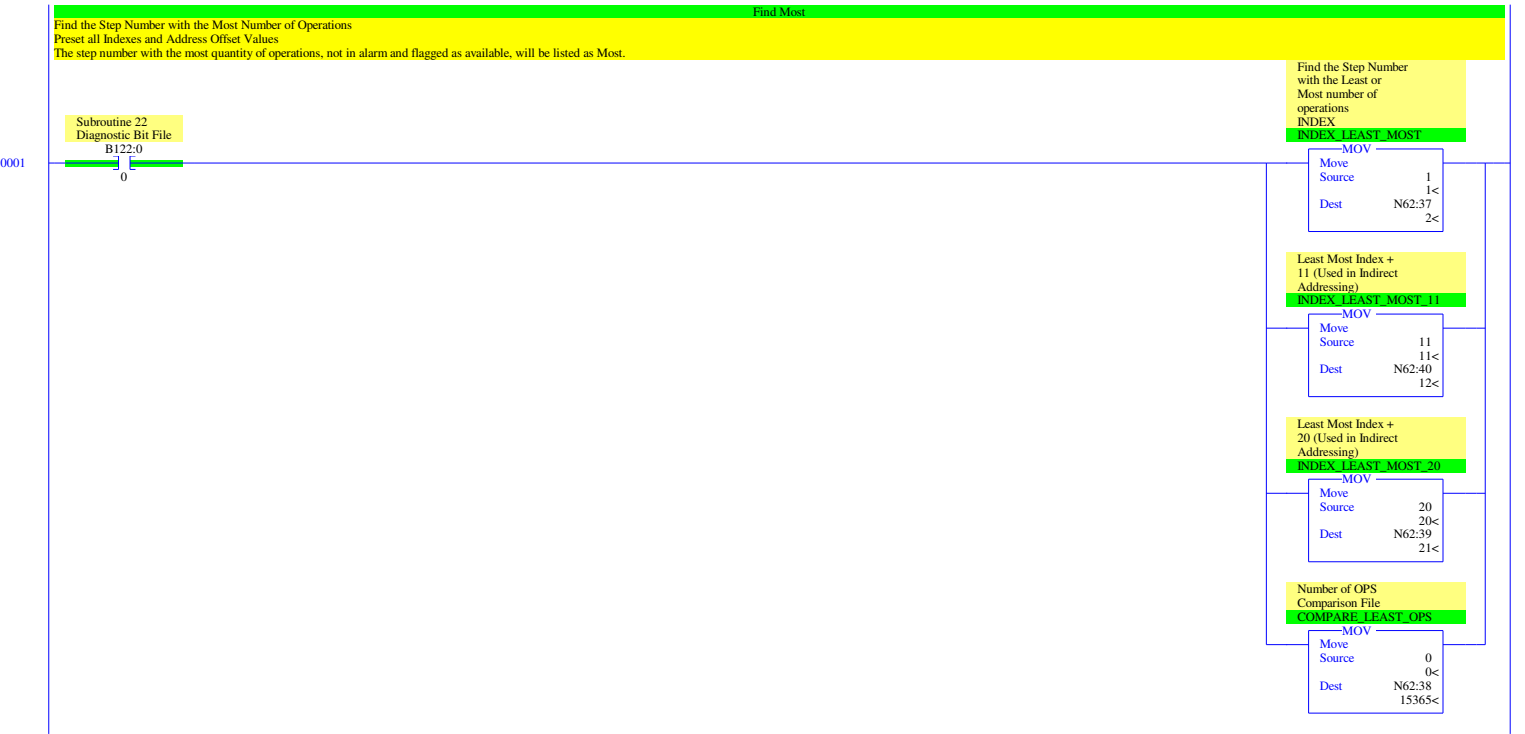 Find Most
Find the Step Number with the Most Number of Operations
Preset all Indexes and Address Offset Values
The step number with the most quantity of operations, not in alarm and flagged as available, will be listed as Most.
Find the Step Number
with the Least or
Most number of
operations
INDEX
INDEX_LEAST_MOST
Subroutine 22
Diagnostic Bit File
B122:0
0
0001
MOV
Move
Source 1
1<
Dest N62:37
2<
Least Most Index +
11 (Used in Indirect
Addressing)
INDEX_LEAST_MOST_11
MOV
Move
Source 11
11<
Dest N62:40
12<
Least Most Index +
20 (Used in Indirect
Addressing)
INDEX_LEAST_MOST_20
MOV
Move
Source 20
20<
Dest N62:39
21<
Number of OPS
Comparison File
COMPARE_LEAST_OPS
MOV
Move
Source 0
0<
Dest N62:38
15365<